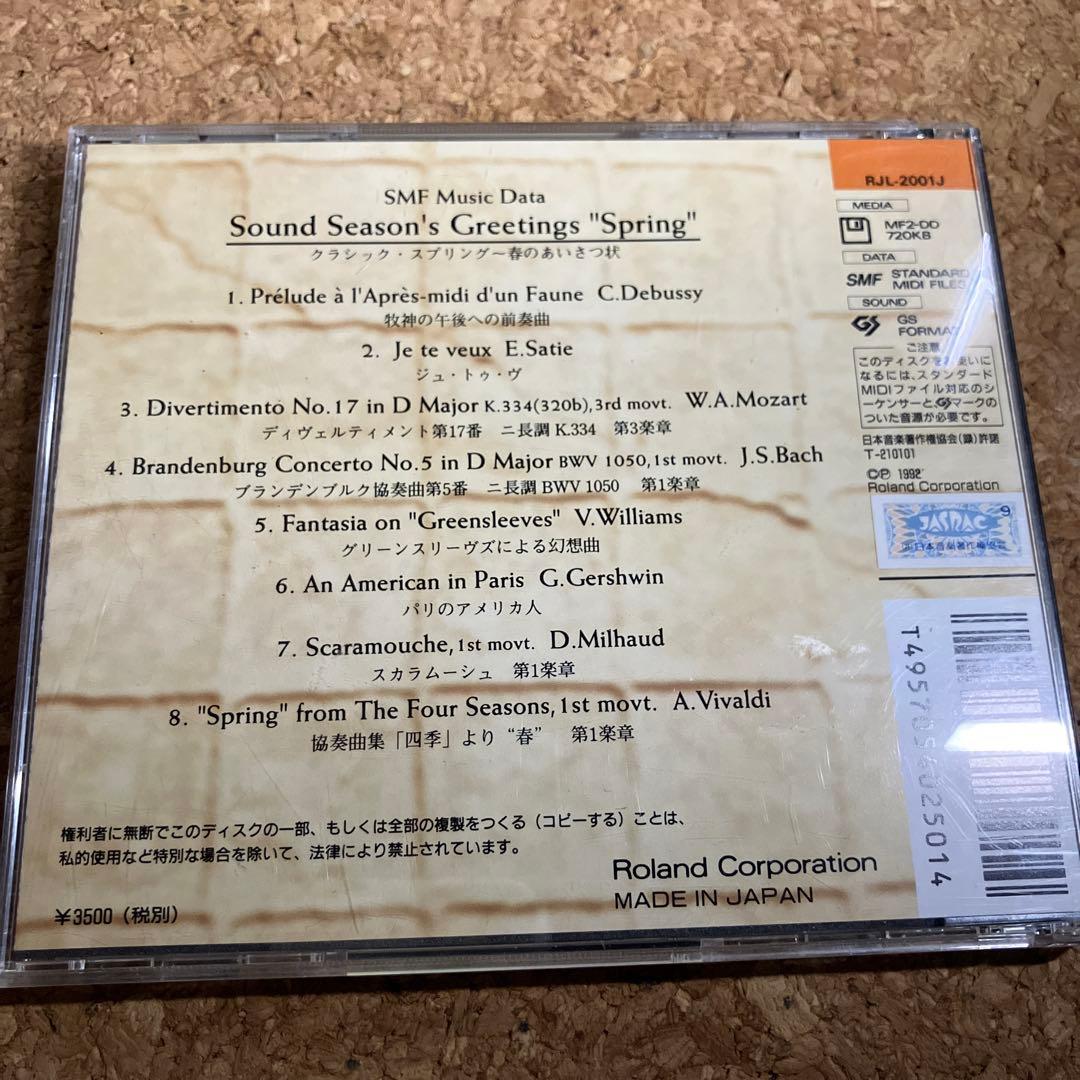 SMF Music Data
Sound Season's Greetings "Spring"
クラシック・スプリング〜春のあいさつ状
1. Prélude à l'Après-midi d'un Faune C.Debussy
牧神の午後への前奏曲
2. Je te veux E.Satie
ジュ・トゥ・ヴ
3. Divertimento No.17 in D Major K.334(320b),3rd movt. W.A.Mozart
ディヴェルティメント第17番 ニ長調 K.334 第3楽章
4. Brandenburg Concerto No.5 in D Major BWV 1050,1st movt. J.S.Bach
ブランデンブルク協奏曲第5番 ニ長調 BWV 1050 第1楽章
5. Fantasia on "Greensleeves" V.Williams
グリーンスリーヴズによる幻想曲
6. An American in Paris G.Gershwin
パリのアメリカ人
7. Scaramouche,1st movt. D.Milhaud
スカラムーシュ 第1楽章
8. "Spring" from The Four Seasons,1st movt. A.Vivaldi
協奏曲集「四季」より “春” 第1楽章
権利者に無断でこのディスクの一部、もしくは全部の複製をつくる（コピーする）ことは、
私的使用など特別な場合を除いて、法律により禁止されています。
¥3500（税別）
Roland Corporation
MADE IN JAPAN
RJL-2001J
MEDIA
MF2-DD
720KB
DATA
SMF STANDARD
MIDI FILES
SOUND
GS GS
FORMAT
ご注意
このディスクをお使いに
なるには、スタンダード
MIDIファイル対応のシ
ーケンサーと、GSマークの
ついた音源が必要です。
日本音楽著作権協会(録)許諾
T-210101
©℗ 1992
Roland Corporation
JASRAC